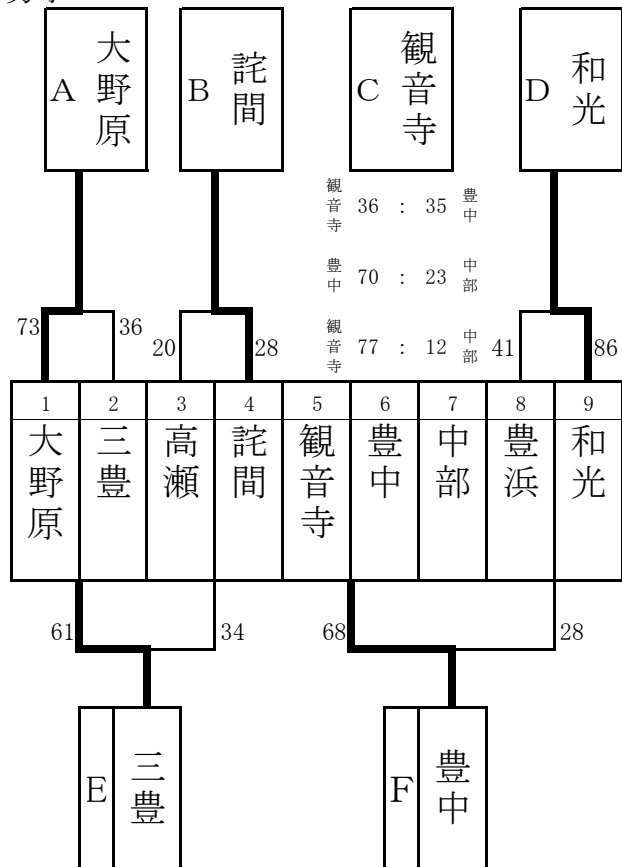 A 大野原
B 詫間
C 観音寺
D 和光
観音寺 36 : 35 豊中
豊中 70 : 23 中部
観音寺 77 : 12 中部
73 36
20 28
41 86
1 2 3 4 5 6 7 8 9
大野原 三豊 高瀬 詫間 観音寺 豊中 中部 豊浜 和光
61 34
68 28
E 三豊
F 豊中